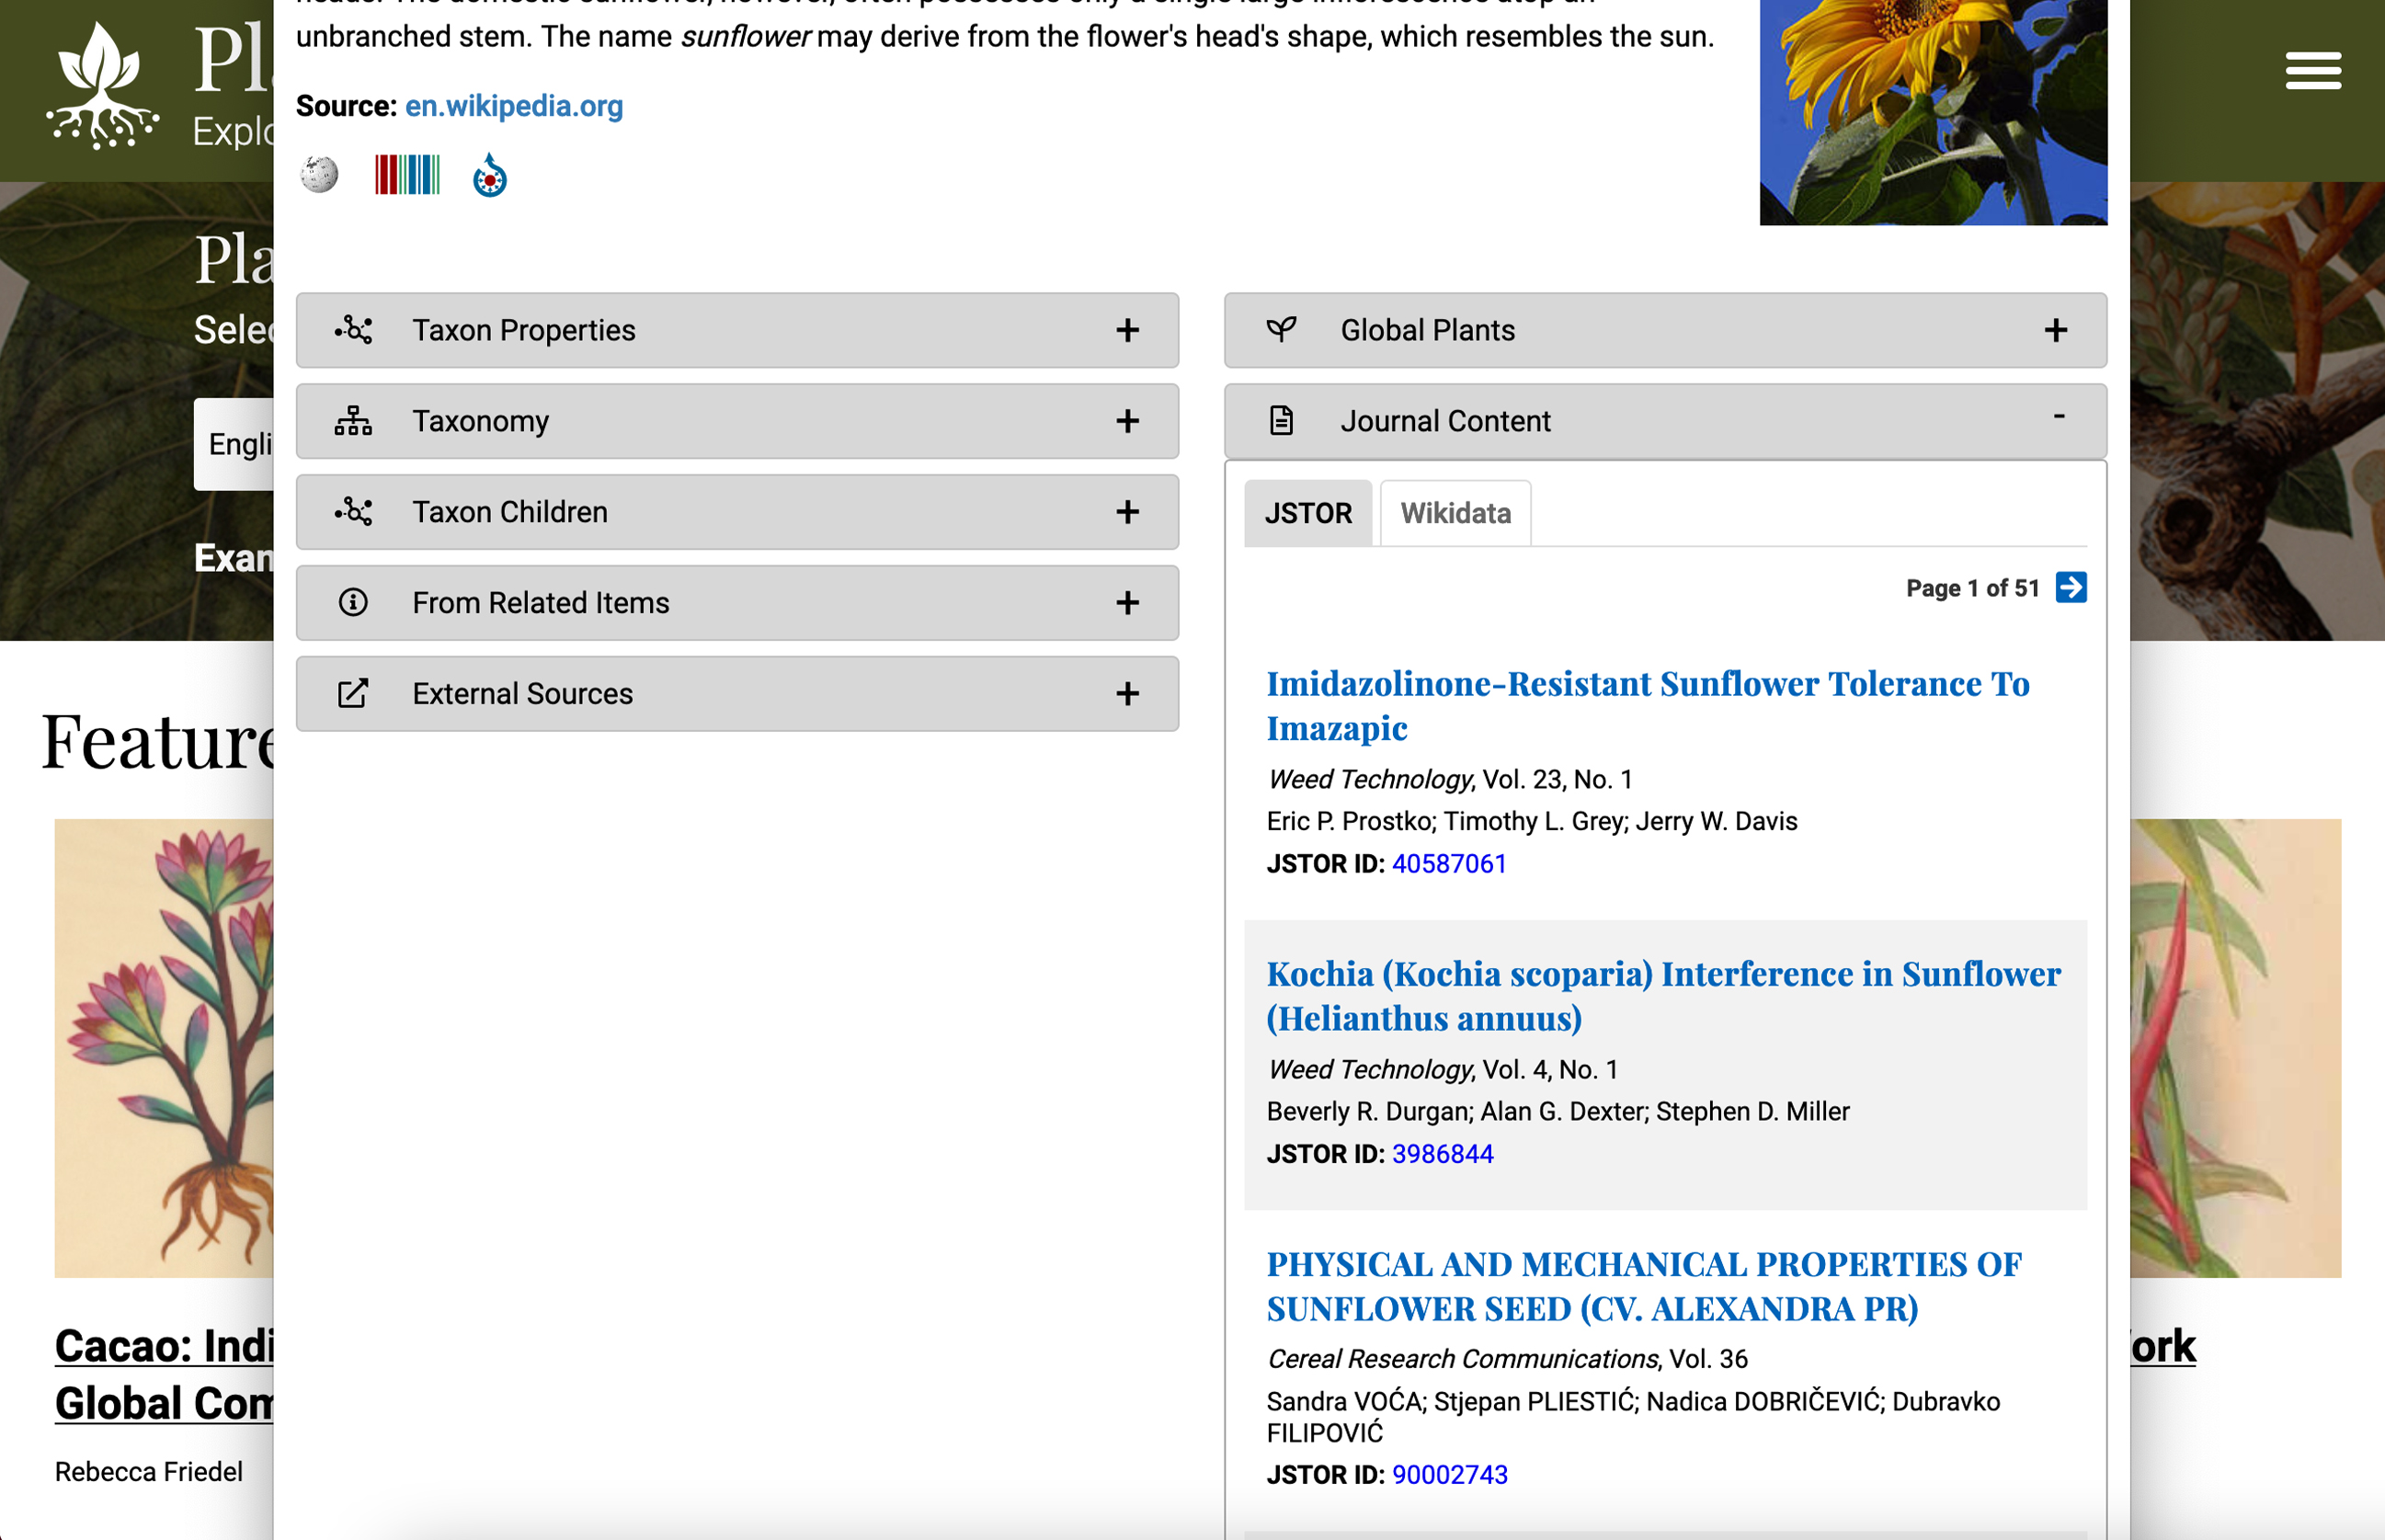 unbranched stem. The name sunflower may derive from the flower's head's shape, which resembles the sun.
Source: en.wikipedia.org
Taxon Properties +
Taxonomy +
Taxon Children +
From Related Items +
External Sources +
Global Plants +
Journal Content -
JSTOR Wikidata
Page 1 of 51
Imidazolinone-Resistant Sunflower Tolerance To
Imazapic
Weed Technology, Vol. 23, No. 1
Eric P. Prostko; Timothy L. Grey; Jerry W. Davis
JSTOR ID: 40587061
Kochia (Kochia scoparia) Interference in Sunflower
(Helianthus annuus)
Weed Technology, Vol. 4, No. 1
Beverly R. Durgan; Alan G. Dexter; Stephen D. Miller
JSTOR ID: 3986844
PHYSICAL AND MECHANICAL PROPERTIES OF
SUNFLOWER SEED (CV. ALEXANDRA PR)
Cereal Research Communications, Vol. 36
Sandra VOĆA; Stjepan PLIESTIĆ; Nadica DOBRIČEVIĆ; Dubravko
FILIPOVIĆ
JSTOR ID: 90002743
Pla
Explo
Pla
Selec
Engli
Exam
Feature
Cacao: Indi
Global Com
Rebecca Friedel
ork